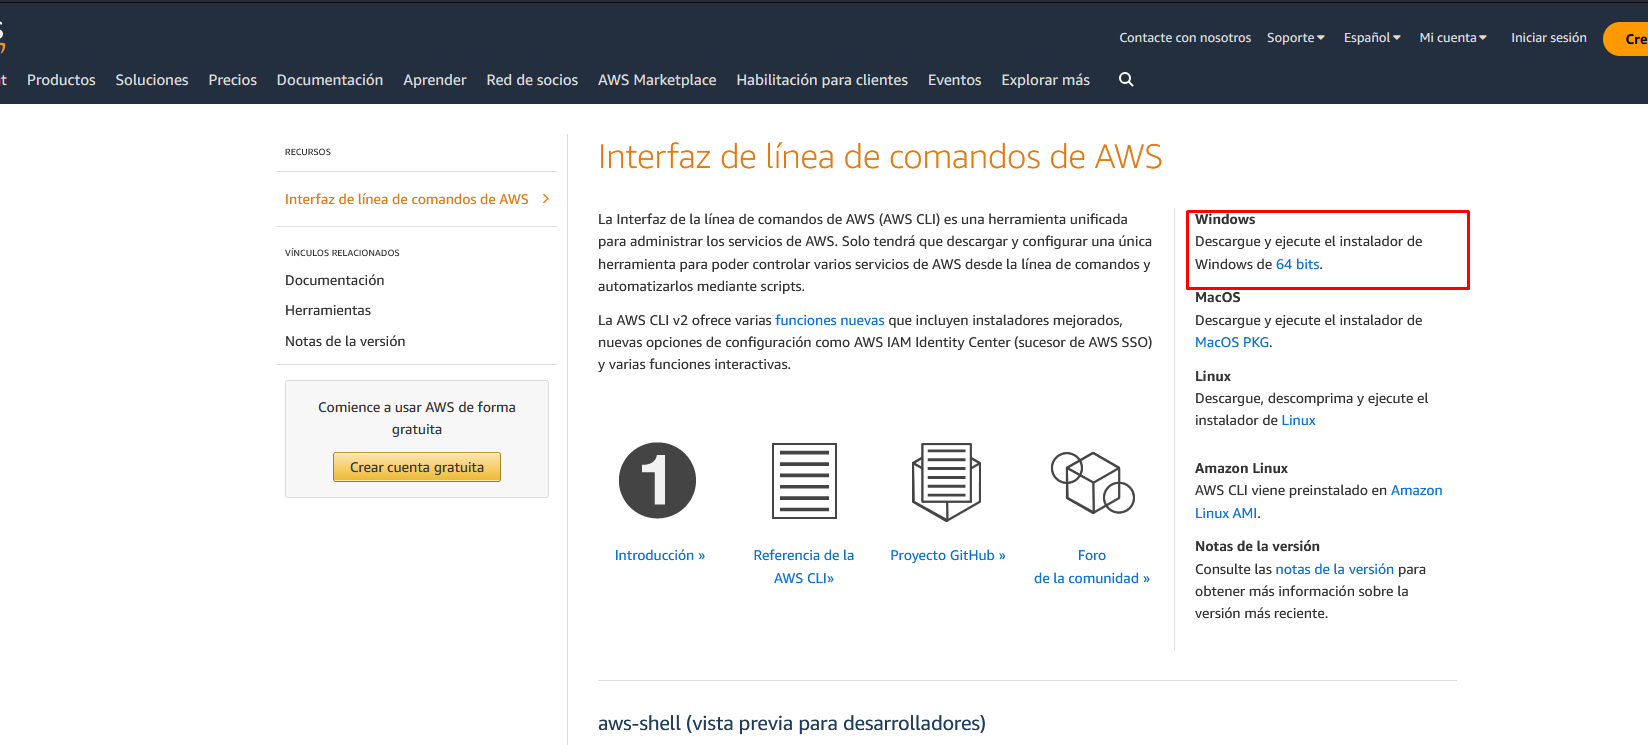 Contacte con nosotros Soporte Español Mi cuenta Iniciar sesión
Productos Soluciones Precios Documentación Aprender Red de socios AWS Marketplace Habilitación para clientes Eventos Explorar más
RECURSOS
Interfaz de línea de comandos de AWS
VÍNCULOS RELACIONADOS
Documentación
Herramientas
Notas de la versión
Comience a usar AWS de forma
gratuita
Crear cuenta gratuita
Interfaz de línea de comandos de AWS
La Interfaz de la línea de comandos de AWS (AWS CLI) es una herramienta unificada
para administrar los servicios de AWS. Solo tendrá que descargar y configurar una única
herramienta para poder controlar varios servicios de AWS desde la línea de comandos y
automatizarlos mediante scripts.
La AWS CLI v2 ofrece varias funciones nuevas que incluyen instaladores mejorados,
nuevas opciones de configuración como AWS IAM Identity Center (sucesor de AWS SSO)
y varias funciones interactivas.
1
Introducción »
Referencia de la
AWS CLI»
Proyecto GitHub »
Foro
de la comunidad »
Windows
Descargue y ejecute el instalador de
Windows de 64 bits.
MacOS
Descargue y ejecute el instalador de
MacOS PKG.
Linux
Descargue, descomprima y ejecute el
instalador de Linux
Amazon Linux
AWS CLI viene preinstalado en Amazon
Linux AMI.
Notas de la versión
Consulte las notas de la versión para
obtener más información sobre la
versión más reciente.
aws-shell (vista previa para desarrolladores)